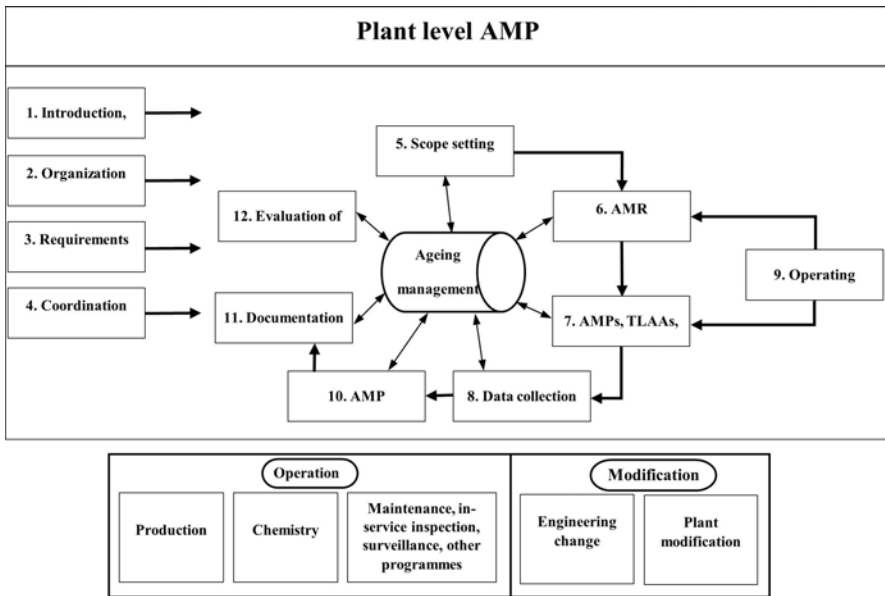 Plant level AMP
1. Introduction,
2. Organization
3. Requirements
4. Coordination
5. Scope setting
12. Evaluation of
6. AMR
Ageing
management
9. Operating
11. Documentation
7. AMPs, TLAAs,
10. AMP
8. Data collection
Operation
Production
Chemistry
Maintenance, in-
service inspection,
surveillance, other
programmes
Modification
Engineering
change
Plant
modification